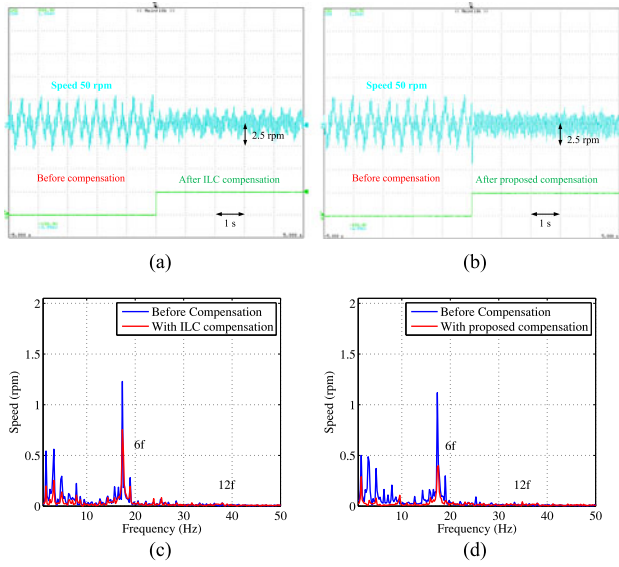 Speed 50 rpm
2.5 rpm
Before compensation
After ILC compensation
1 s
(a)
Speed 50 rpm
2.5 rpm
Before compensation
After proposed compensation
1 s
(b)
2
1.5
1
0.5
0
Speed (rpm)
Before Compensation
With ILC compensation
6f
12f
10
20
30
40
50
Frequency (Hz)
(c)
2
1.5
1
0.5
0
Speed (rpm)
Before Compensation
With proposed compensation
6f
12f
10
20
30
40
50
Frequency (Hz)
(d)